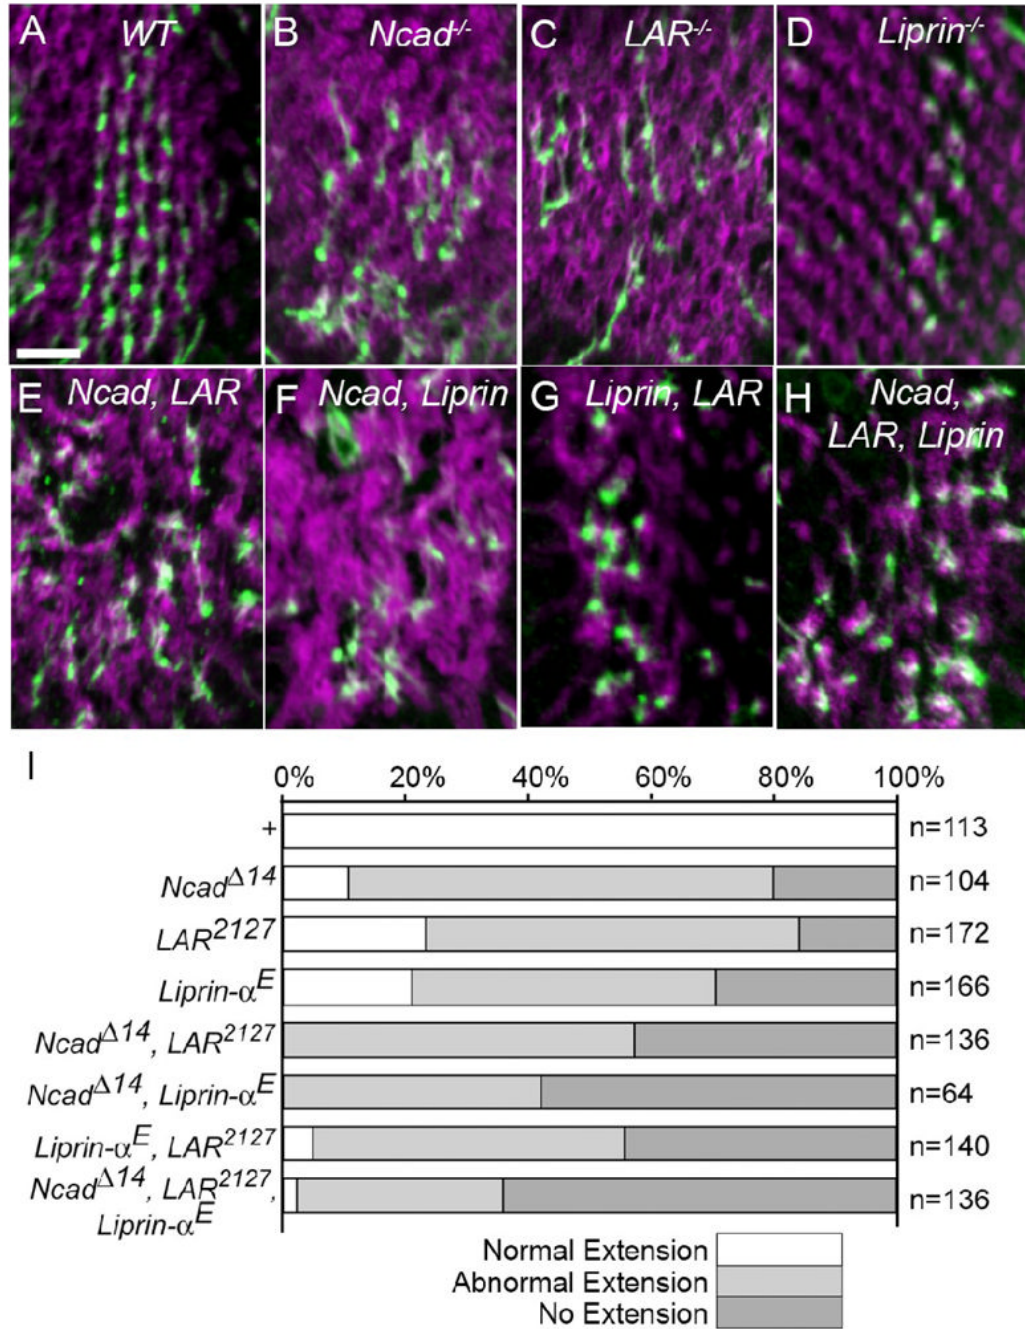 A WT
B Ncad-/-
C LAR-/-
D Liprin-/-
E Ncad, LAR
F Ncad, Liprin
G Liprin, LAR
H Ncad,
LAR, Liprin
I
0% 20% 40% 60% 80% 100%
+ n=113
NcadΔ14 n=104
LAR2127 n=172
Liprin-αE n=166
NcadΔ14, LAR2127 n=136
NcadΔ14, Liprin-αE n=64
Liprin-αE, LAR2127 n=140
NcadΔ14, LAR2127,
Liprin-αE n=136
Normal Extension
Abnormal Extension
No Extension